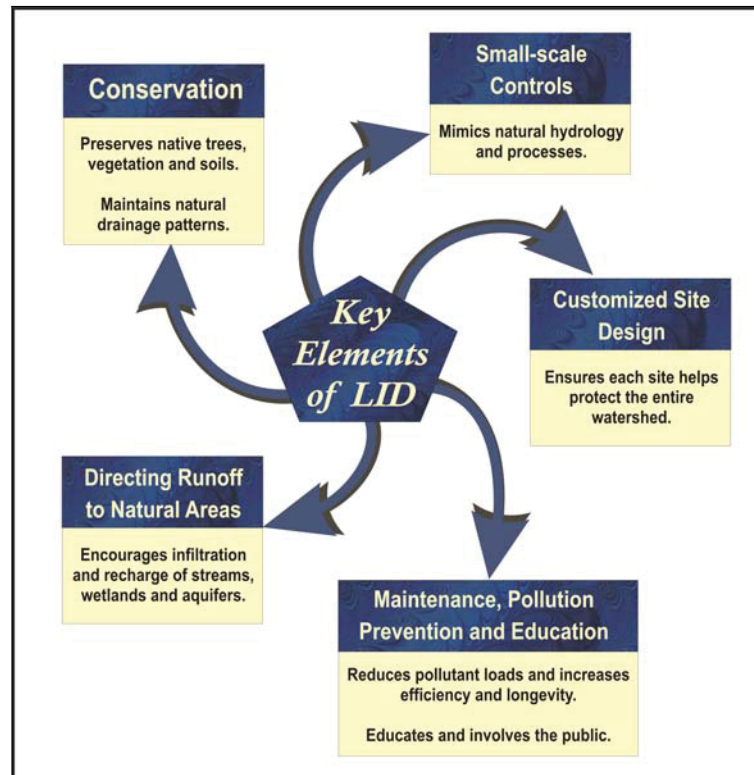 Conservation
Preserves native trees,
vegetation and soils.
Maintains natural
drainage patterns.
Small-scale
Controls
Mimics natural hydrology
and processes.
Key
Elements
of LID
Customized Site
Design
Ensures each site helps
protect the entire
watershed.
Directing Runoff
to Natural Areas
Encourages infiltration
and recharge of streams,
wetlands and aquifers.
Maintenance, Pollution
Prevention and Education
Reduces pollutant loads and increases
efficiency and longevity.
Educates and involves the public.